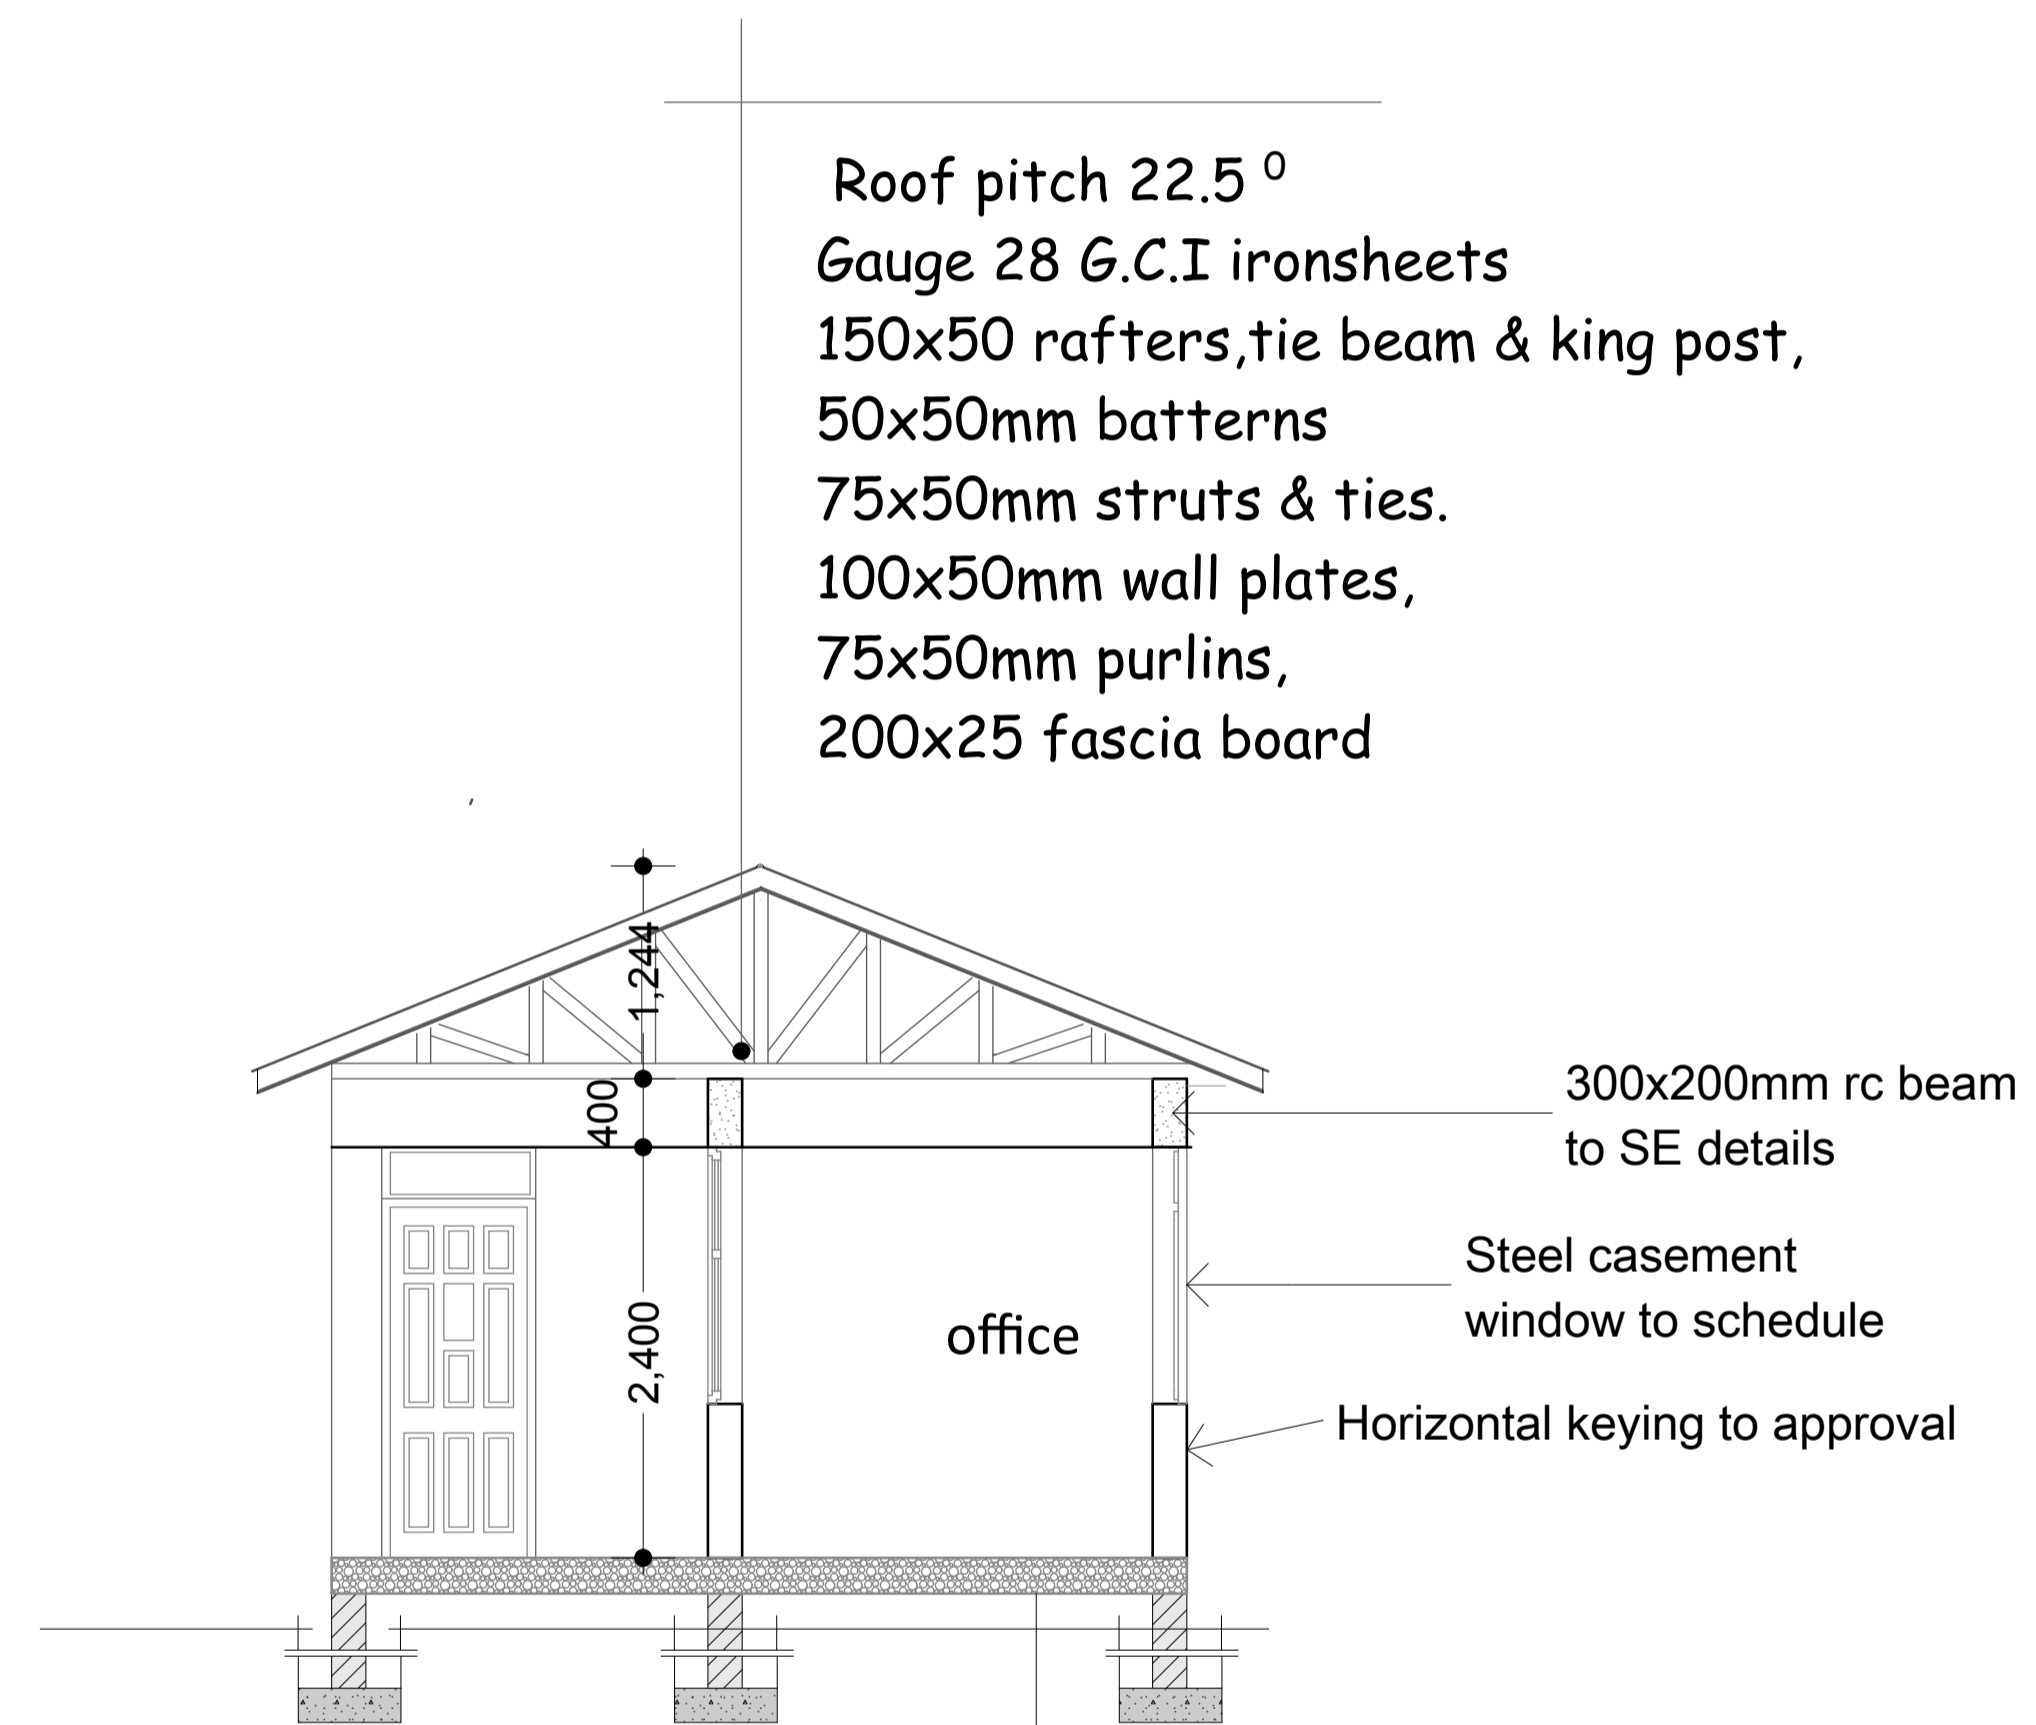 Roof pitch 22.5 ⁰
Gauge 28 G.C.I ironsheets
150x50 rafters,tie beam & king post,
50x50mm batterns
75x50mm struts & ties.
100x50mm wall plates,
75x50mm purlins,
200x25 fascia board
1,244
400
300x200mm rc beam
to SE details
Steel casement
window to schedule
2,400
office
Horizontal keying to approval